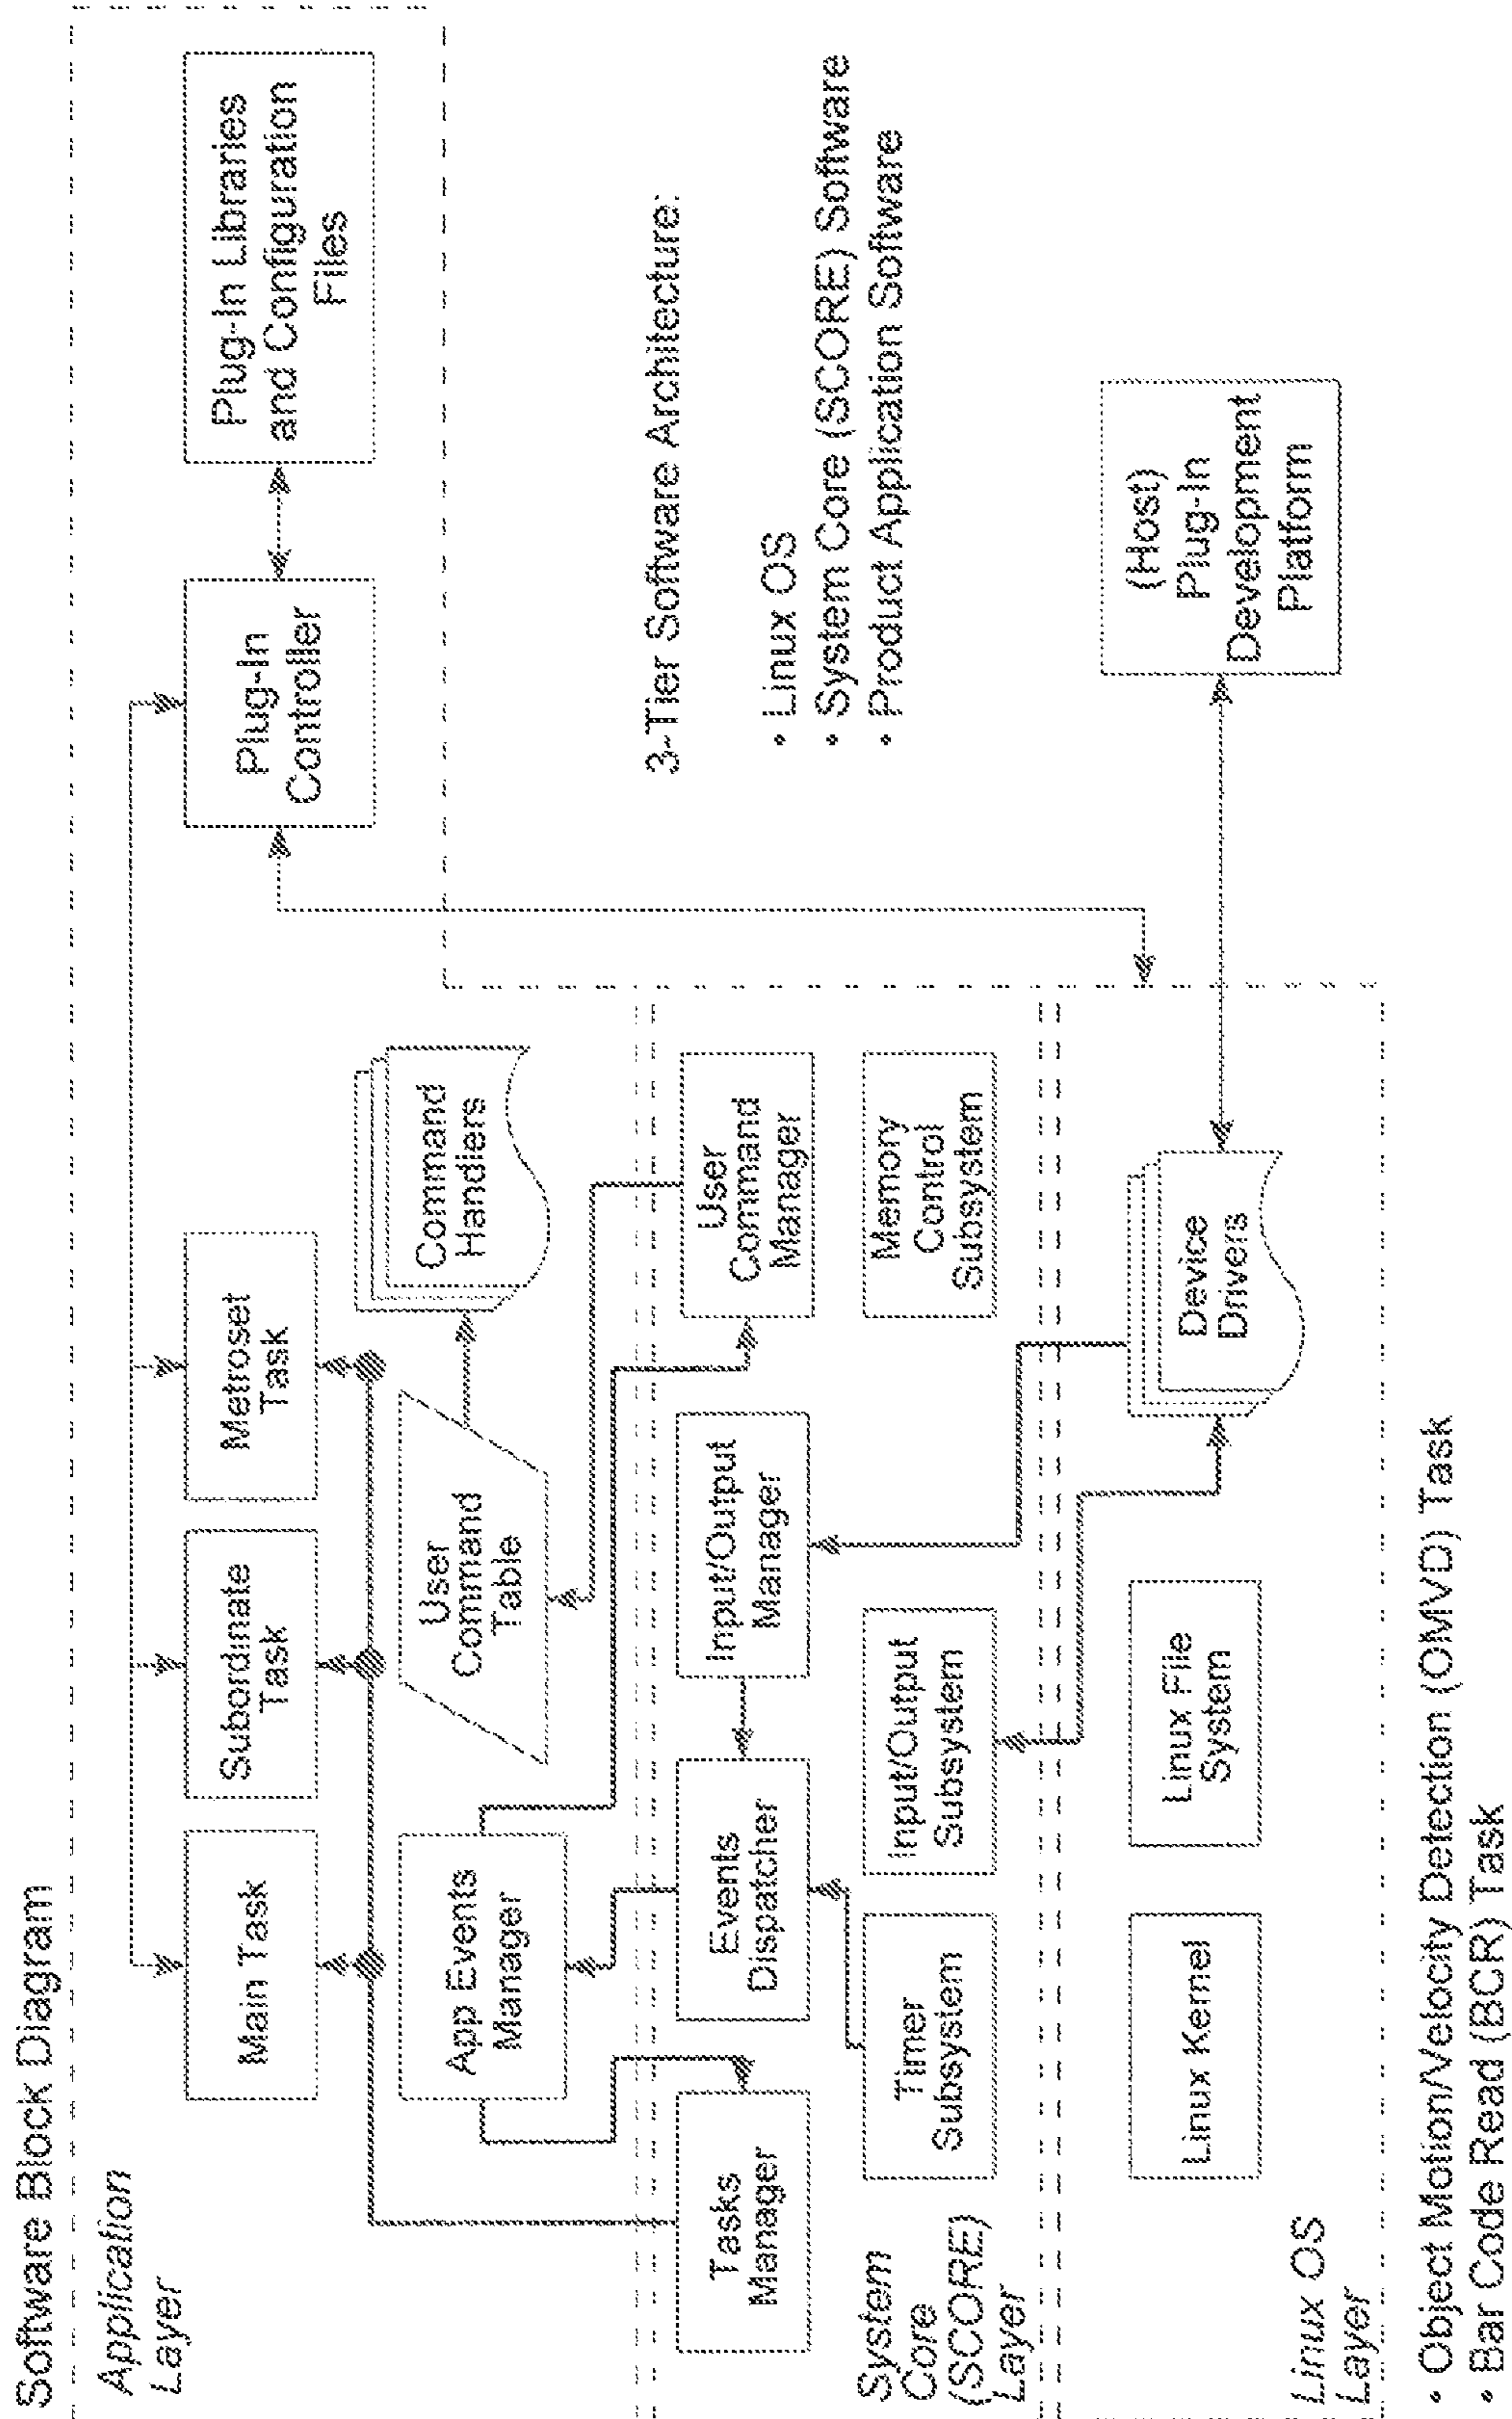 Software Block Diagram
Application
Layer
Main Task
Subordinate
Task
Metroset
Task
Plug-In
Controller
Plug-In Libraries
and Configuration
Files
App Events
Manager
User
Command
Table
Command
Handlers
3-Tier Software Architecture:
• Linux OS
• System Core (SCORE) Software
• Product Application Software
Tasks
Manager
Events
Dispatcher
Input/Output
Manager
User
Command
Manager
System
Core
(SCORE)
Layer
Timer
Subsystem
Input/Output
Subsystem
Memory
Control
Subsystem
Linux OS
Layer
Linux Kernel
Linux File
System
Device
Drivers
(Host)
Plug-In
Development
Platform
• Object Motion/Velocity Detection (OMVD) Task
• Bar Code Read (BCR) Task